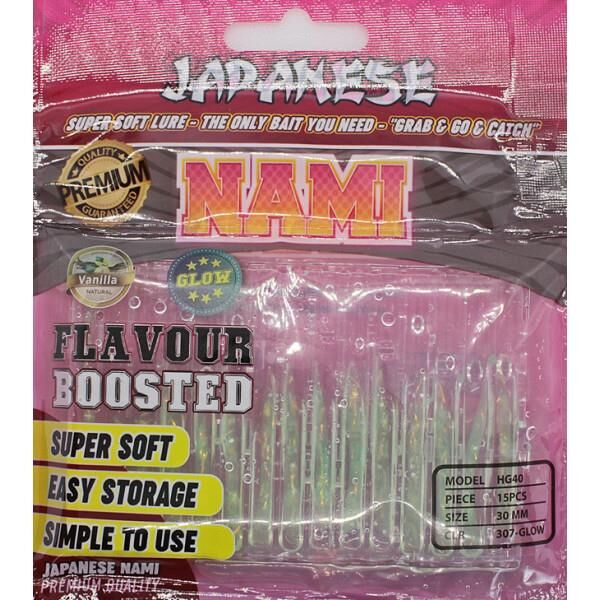 JAPANESE
SUPER SOFT LURE - THE ONLY BAIT YOU NEED - "GRAB & GO & CATCH"
QUALITY
PREMIUM
GUARANTEED
NAMI
Vanilla
NATURAL
GLOW
FLAVOUR
BOOSTED
SUPER SOFT
EASY STORAGE
SIMPLE TO USE
JAPANESE NAMI
PREMIUM QUALITY
MODEL HG40
PIECE 15PCS
SIZE 30 MM
CLR 307-GLOW